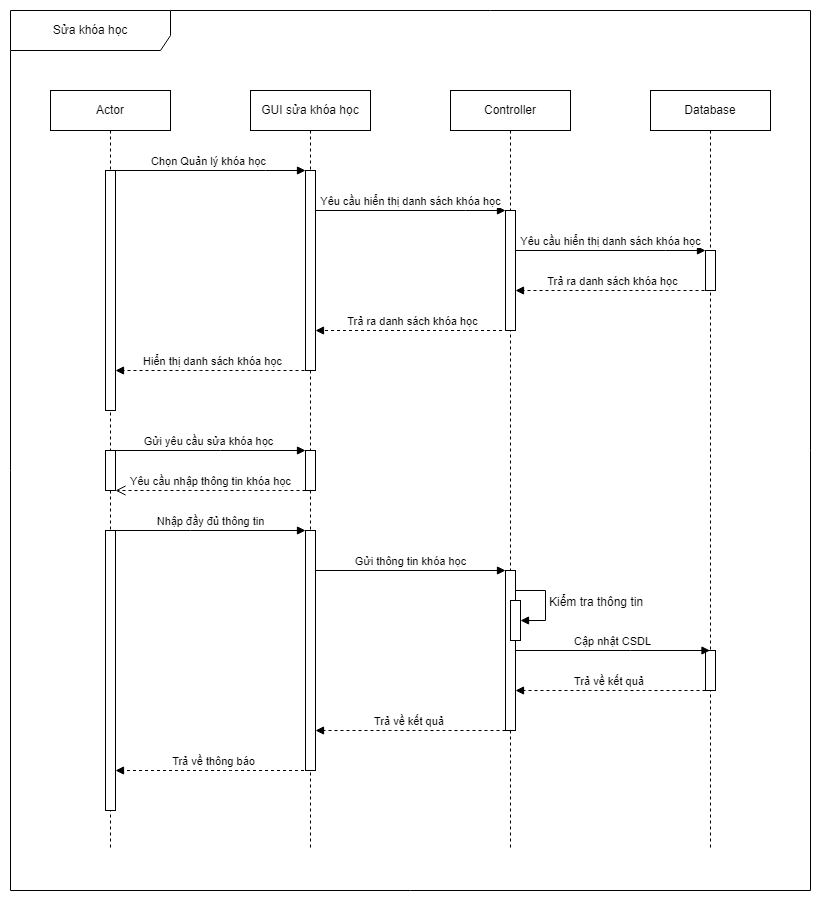 Sửa khóa học
Actor
GUI sửa khóa học
Controller
Database
Chọn Quản lý khóa học
Yêu cầu hiển thị danh sách khóa học
Yêu cầu hiển thị danh sách khóa học
Trả ra danh sách khóa học
Trả ra danh sách khóa học
Hiển thị danh sách khóa học
Gửi yêu cầu sửa khóa học
Yêu cầu nhập thông tin khóa học
Nhập đầy đủ thông tin
Gửi thông tin khóa học
Kiểm tra thông tin
Cập nhật CSDL
Trả về kết quả
Trả về kết quả
Trả về thông báo